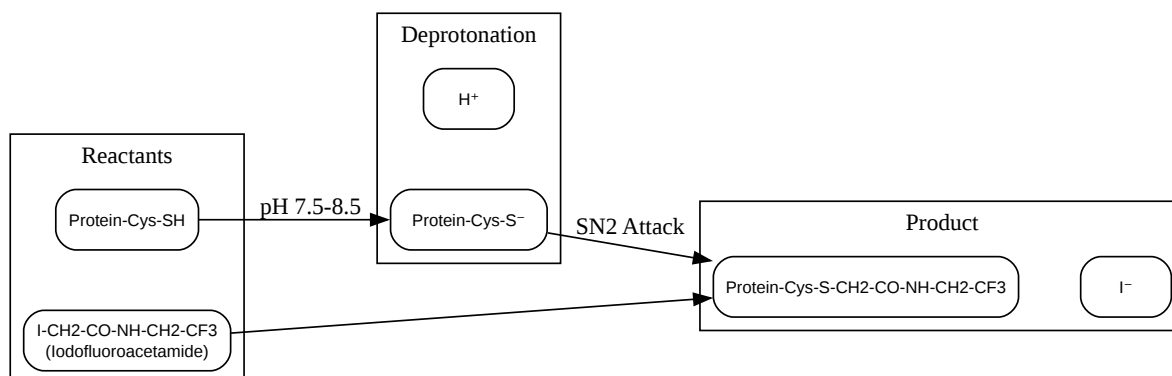 Reactants
Protein-Cys-SH
I-CH2-CO-NH-CH2-CF3
(Iodofluoroacetamide)
pH 7.5-8.5
Deprotonation
H⁺
Protein-Cys-S⁻
SN2 Attack
Product
Protein-Cys-S-CH2-CO-NH-CH2-CF3
I⁻